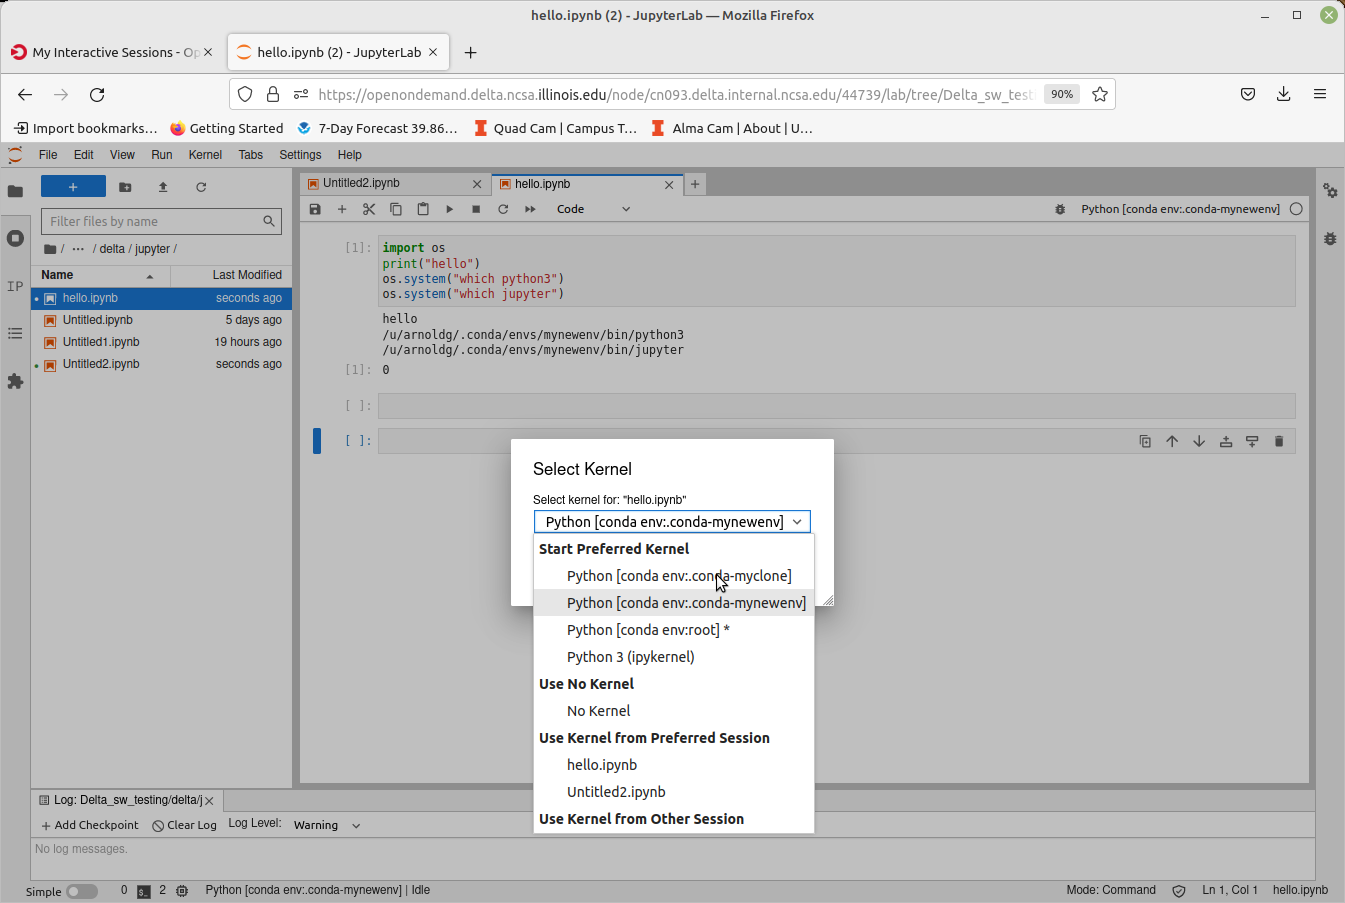 hello.ipynb (2) - JupyterLab — Mozilla Firefox
My Interactive Sessions - Op
hello.ipynb (2) - JupyterLab
https://openondemand.delta.ncsa.illinois.edu/node/cn093.delta.internal.ncsa.edu/44739/lab/tree/Delta_sw_test
90%
Import bookmarks...
Getting Started
7-Day Forecast 39.86...
Quad Cam | Campus T...
Alma Cam | About | U...
File Edit View Run Kernel Tabs Settings Help
Filter files by name
/ ··· / delta / jupyter /
Name Last Modified
hello.ipynb seconds ago
Untitled.ipynb 5 days ago
Untitled1.ipynb 19 hours ago
Untitled2.ipynb seconds ago
IP
Untitled2.ipynb
hello.ipynb
Code
Python [conda env:.conda-mynewenv]
[1]: import os
print("hello")
os.system("which python3")
os.system("which jupyter")
hello
/u/arnoldg/.conda/envs/mynewenv/bin/python3
/u/arnoldg/.conda/envs/mynewenv/bin/jupyter
[1]: 0
[ ]:
[ ]:
Select Kernel
Select kernel for: "hello.ipynb"
Python [conda env:.conda-mynewenv]
Start Preferred Kernel
Python [conda env:.conda-myclone]
Python [conda env:.conda-mynewenv]
Python [conda env:root] *
Python 3 (ipykernel)
Use No Kernel
No Kernel
Use Kernel from Preferred Session
hello.ipynb
Untitled2.ipynb
Use Kernel from Other Session
Log: Delta_sw_testing/delta/j
Add Checkpoint Clear Log Log Level: Warning
No log messages.
Simple 0 2 Python [conda env:.conda-mynewenv] | Idle Mode: Command Ln 1, Col 1 hello.ipynb